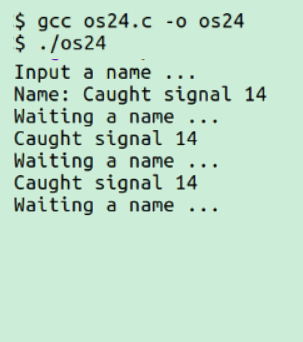 $ gcc os24.c -o os24
$ ./os24
Input a name ...
Name: Caught signal 14
Waiting a name ...
Caught signal 14
Waiting a name ...
Caught signal 14
Waiting a name ...